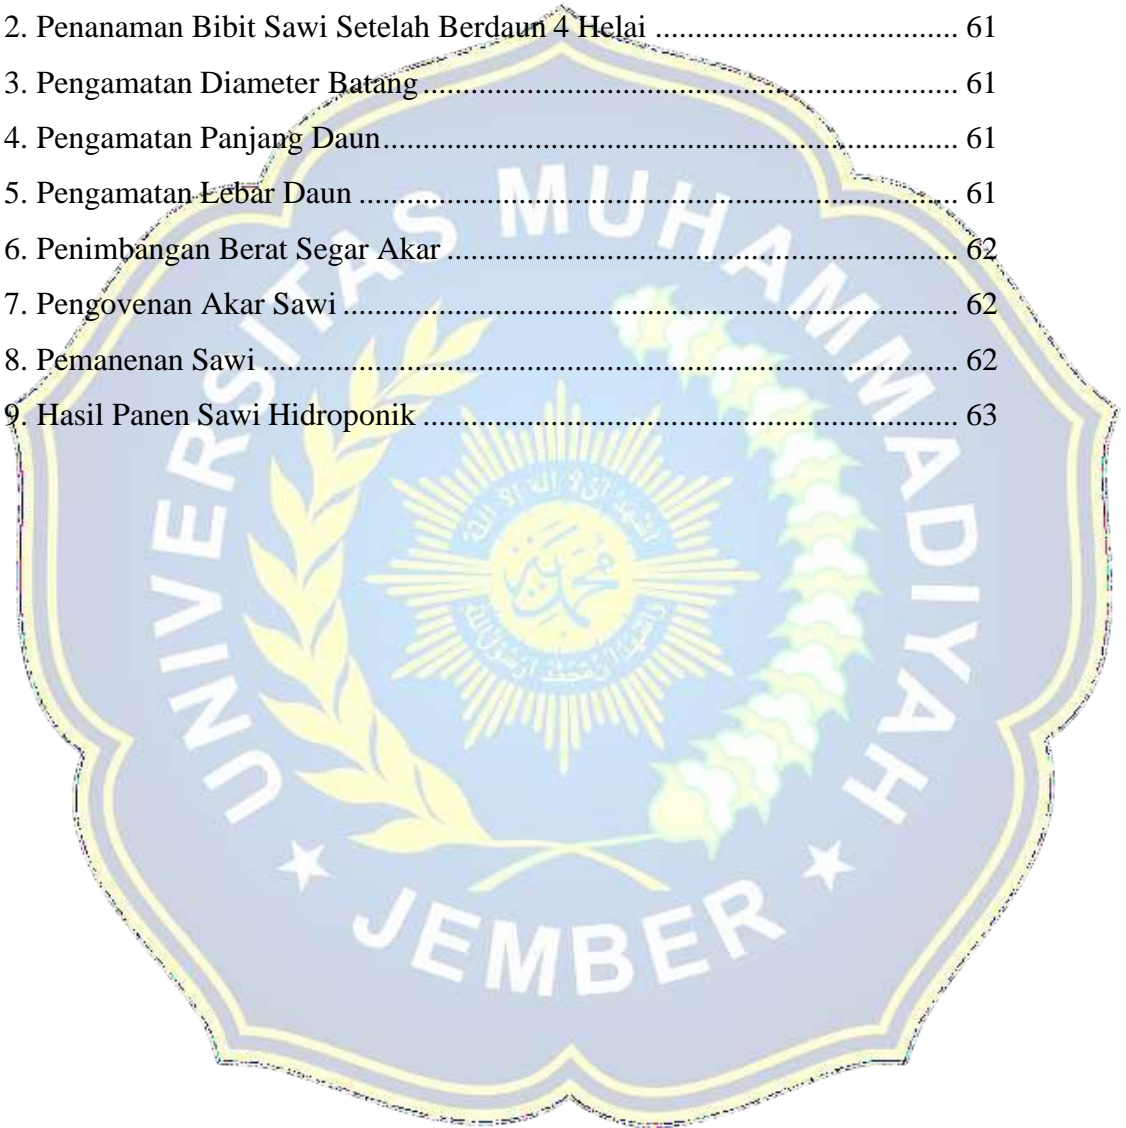 2. Penanaman Bibit Sawi Setelah Berdaun 4 Helai ...................................... 61
3. Pengamatan Diameter Batang ................................................................... 61
4. Pengamatan Panjang Daun........................................................................ 61
5. Pengamatan Lebar Daun ........................................................................... 61
6. Penimbangan Berat Segar Akar ................................................................ 62
7. Pengovenan Akar Sawi ............................................................................. 62
8. Pemanenan Sawi ....................................................................................... 62
9. Hasil Panen Sawi Hidroponik ................................................................... 63
UNIVERSITAS MUHAMMADIYAH
JEMBER